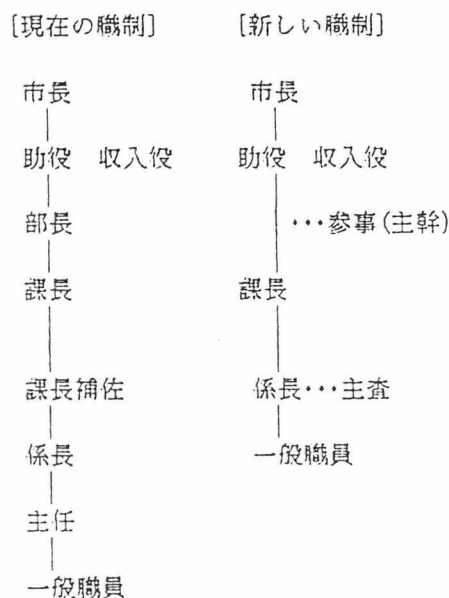 [現在の職制]
市長
助役 収入役
部長
課長
課長補佐
係長
主任
一般職員
[新しい職制]
市長
助役 収入役
・・・参事(主幹)
課長
係長・・・主査
一般職員